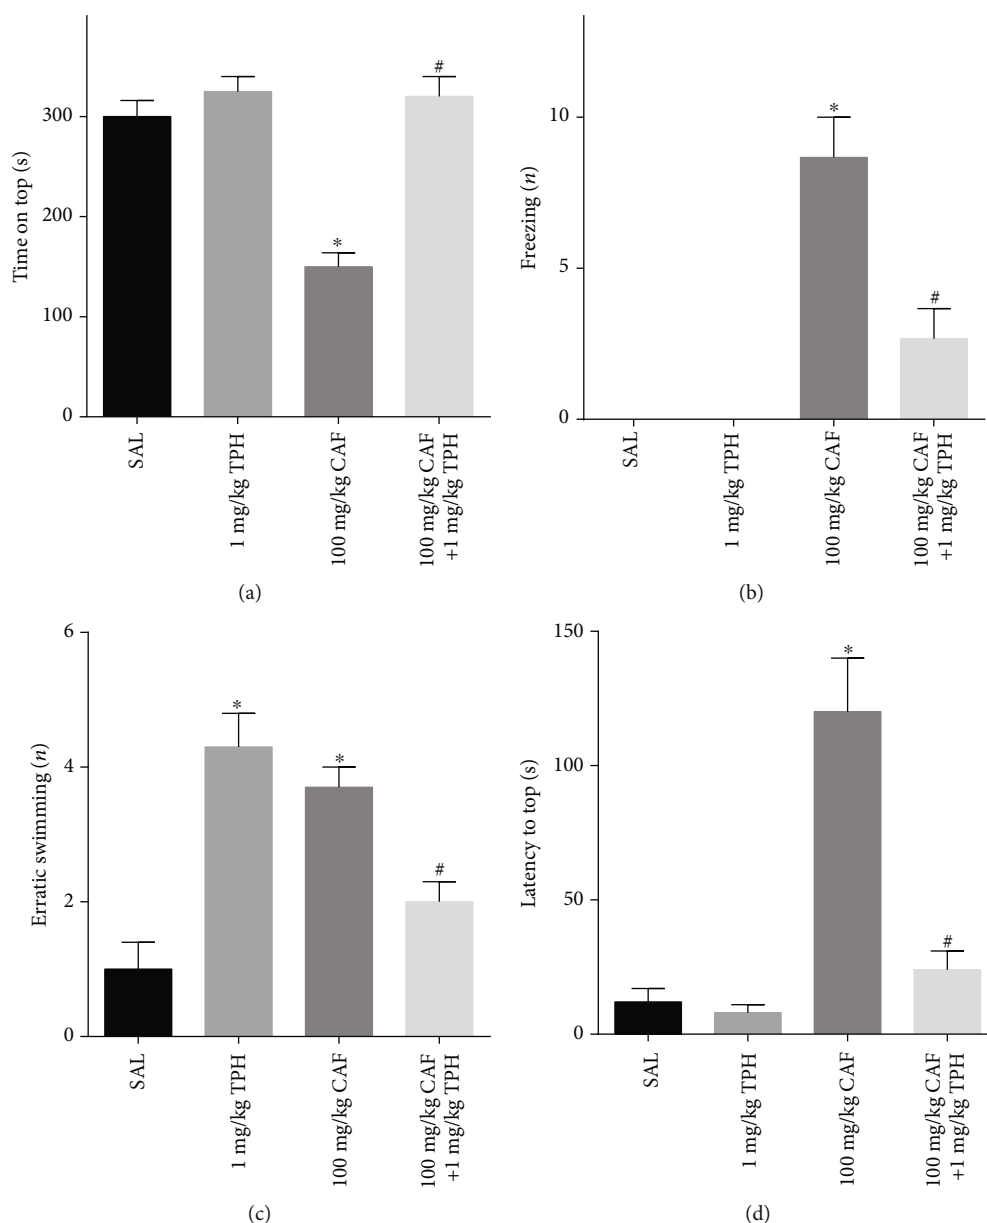 Time on top (s)
300
200
100
0
#
*
SAL
1 mg/kg TPH
100 mg/kg CAF
100 mg/kg CAF
+1 mg/kg TPH
(a)
Freezing (n)
10
5
0
*
#
SAL
1 mg/kg TPH
100 mg/kg CAF
100 mg/kg CAF
+1 mg/kg TPH
(b)
Erratic swimming (n)
6
4
2
0
*
*
#
SAL
1 mg/kg TPH
100 mg/kg CAF
100 mg/kg CAF
+1 mg/kg TPH
(c)
Latency to top (s)
150
100
50
0
*
#
SAL
1 mg/kg TPH
100 mg/kg CAF
100 mg/kg CAF
+1 mg/kg TPH
(d)